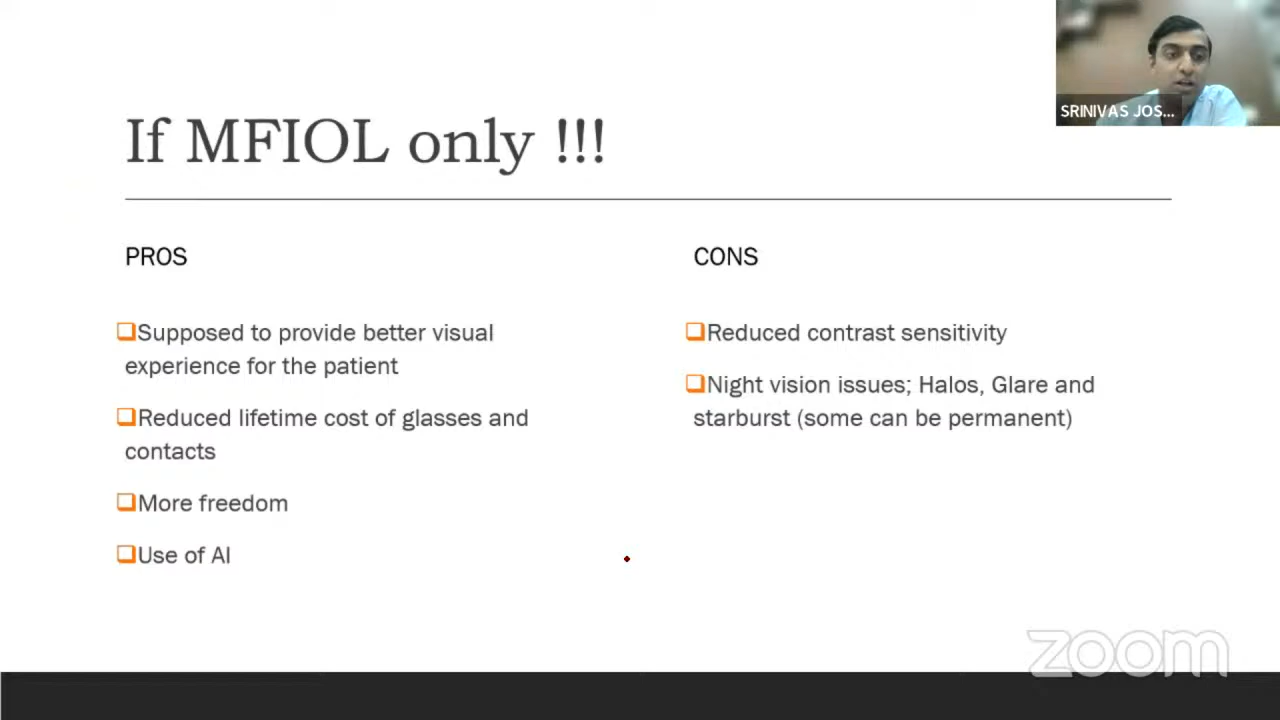 SRINIVAS JOS...
If MFIOL only !!!
PROS
Supposed to provide better visual
experience for the patient
Reduced lifetime cost of glasses and
contacts
More freedom
Use of AI
CONS
Reduced contrast sensitivity
Night vision issues; Halos, Glare and
starburst (some can be permanent)
zoom